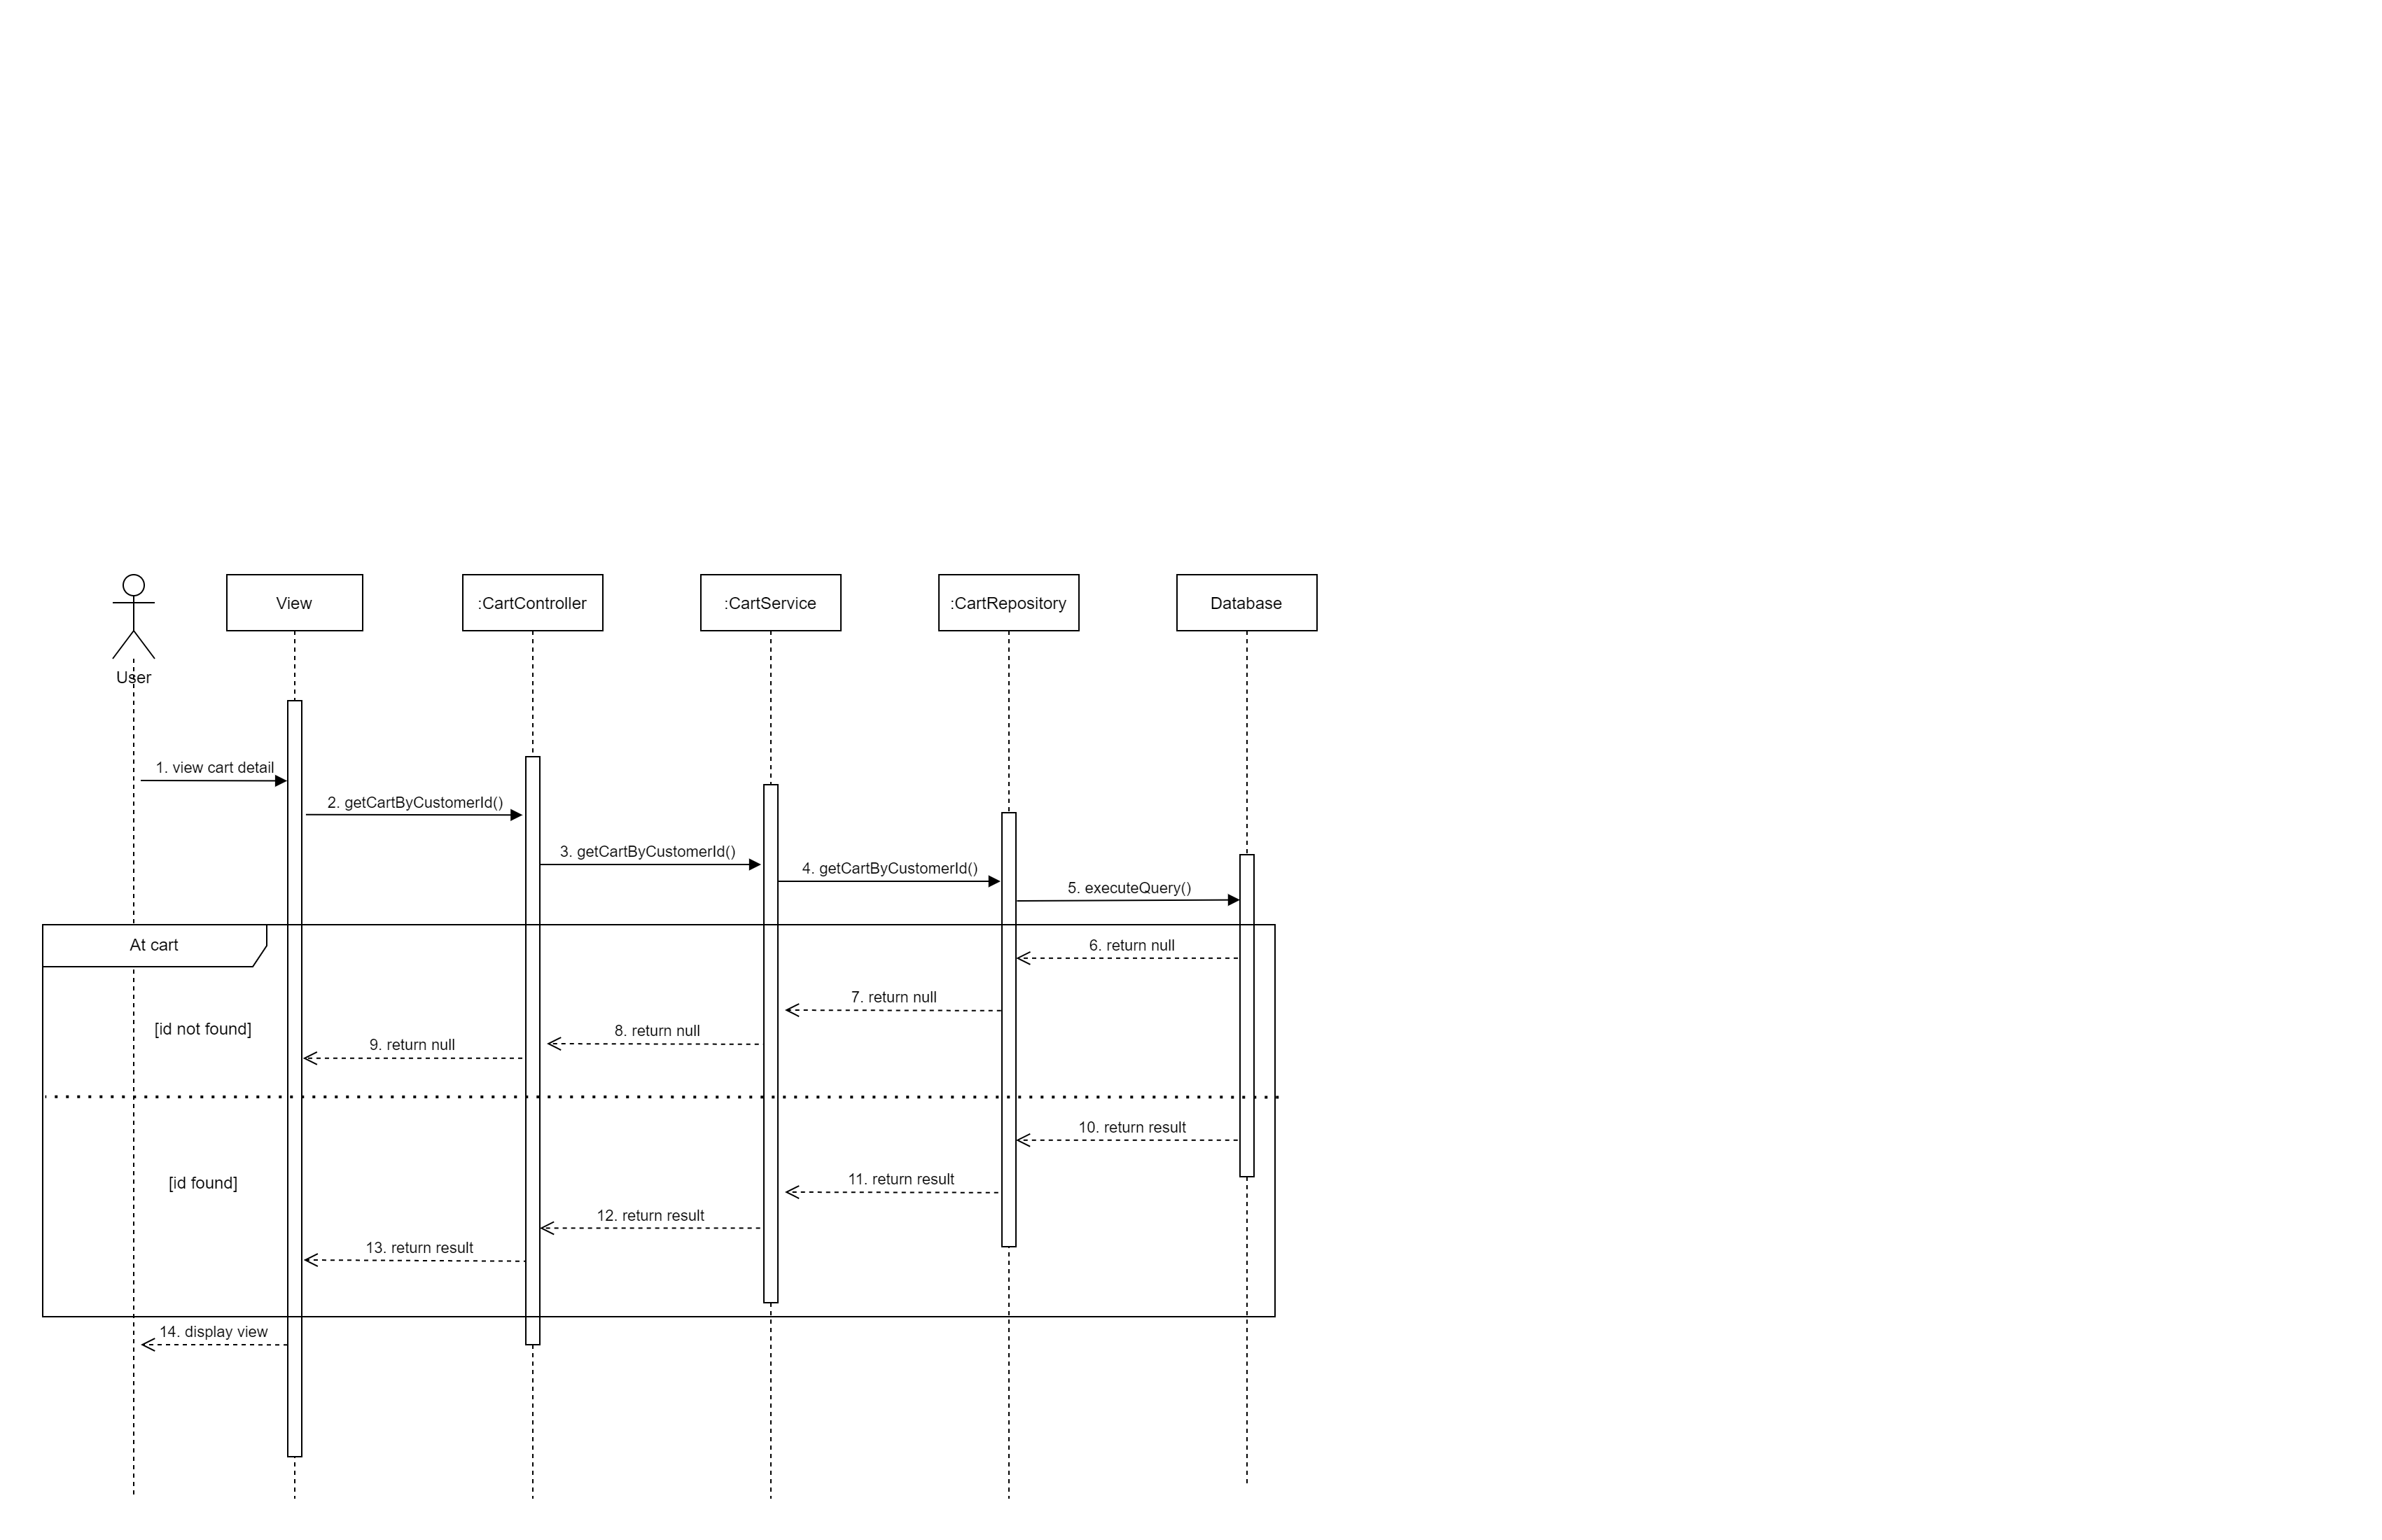 View
:CartController
:CartService
:CartRepository
Database
User
1. view cart detail
2. getCartByCustomerId()
3. getCartByCustomerId()
4. getCartByCustomerId()
5. executeQuery()
At cart
6. return null
7. return null
[id not found]
8. return null
9. return null
10. return result
11. return result
[id found]
12. return result
13. return result
14. display view